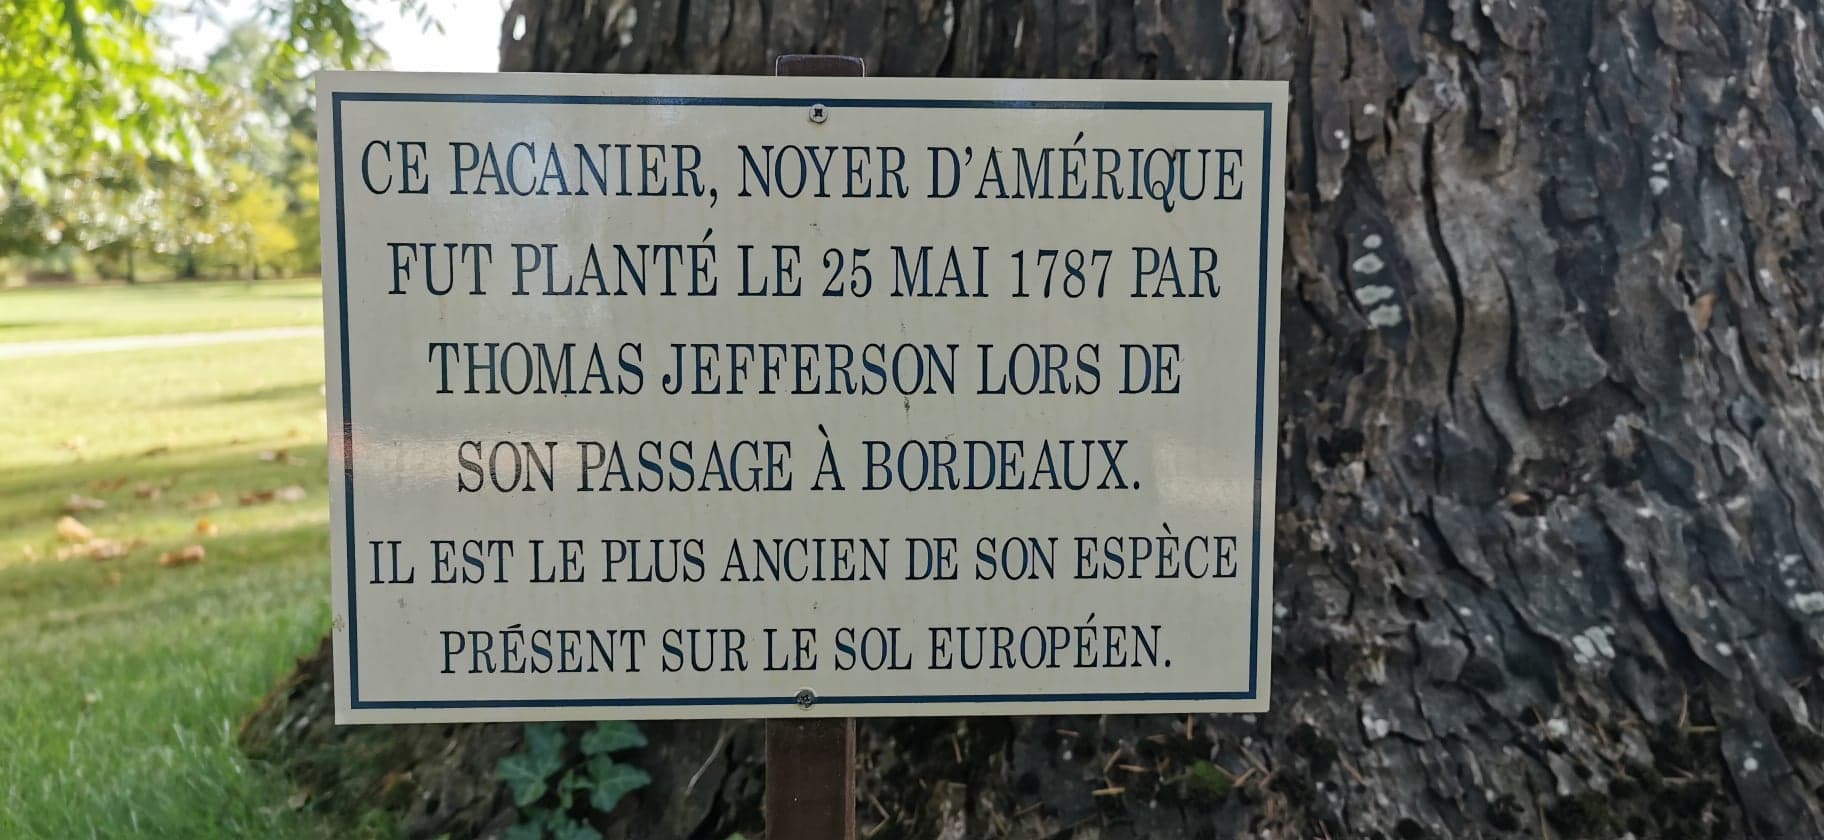 CE PACANIER, NOYER D'AMÉRIQUE
FUT PLANTÉ LE 25 MAI 1787 PAR
THOMAS JEFFERSON LORS DE
SON PASSAGE À BORDEAUX.
IL EST LE PLUS ANCIEN DE SON ESPÈCE
PRÉSENT SUR LE SOL EUROPÉEN.